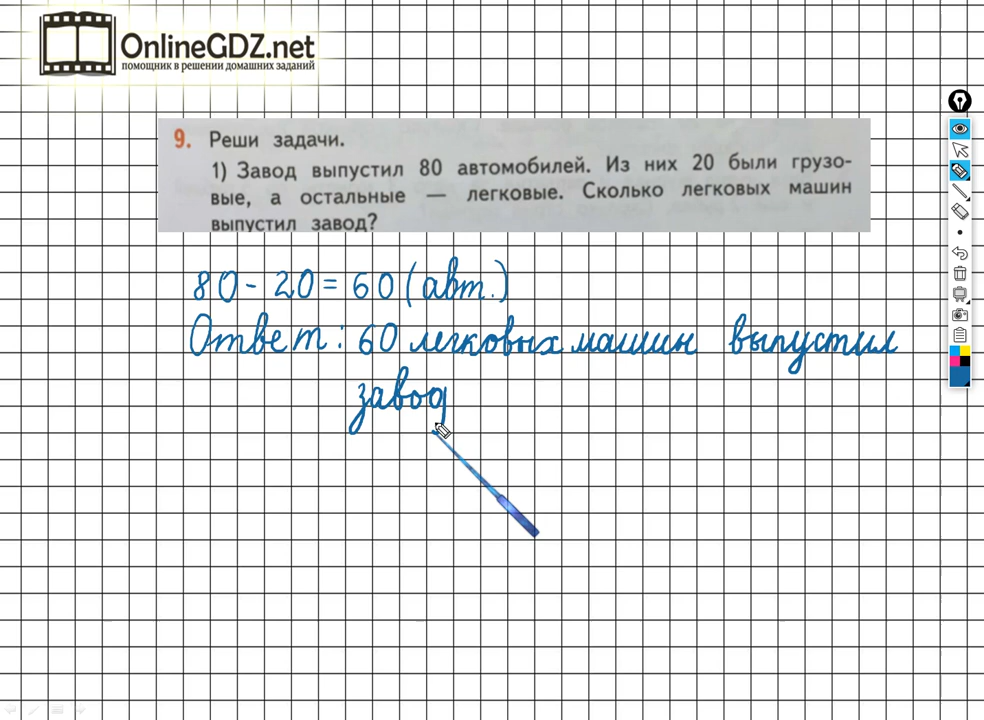 OnlineGDZ.net
помощник в решении домашних заданий
9. Реши задачи.
1) Завод выпустил 80 автомобилей. Из них 20 были грузо-
вые, а остальные — легковые. Сколько легковых машин
выпустил завод?
80 - 20 = 60 (авт.)
Ответ: 60 легковых машин выпустил
завод